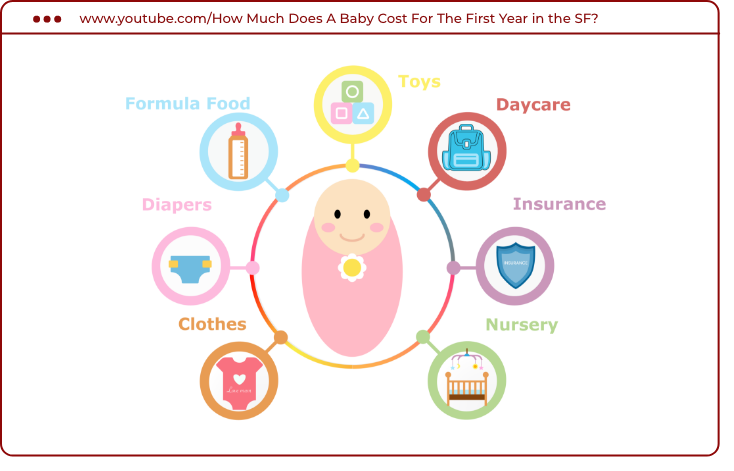 www.youtube.com/How Much Does A Baby Cost For The First Year in the SF?
Toys
Formula Food
Daycare
Diapers
Insurance
INSURANCE
Clothes
Nursery